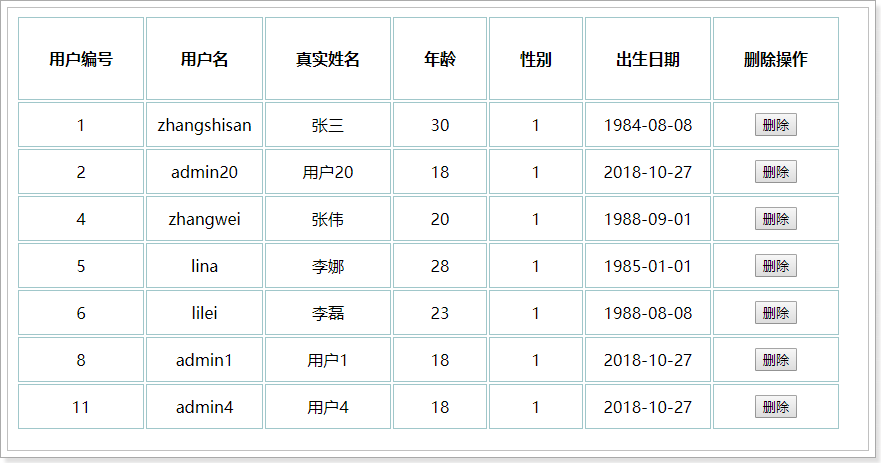 用户编号 用户名 真实姓名 年龄 性别 出生日期 删除操作
1 zhangshisan 张三 30 1 1984-08-08 删除
2 admin20 用户20 18 1 2018-10-27 删除
4 zhangwei 张伟 20 1 1988-09-01 删除
5 lina 李娜 28 1 1985-01-01 删除
6 lilei 李磊 23 1 1988-08-08 删除
8 admin1 用户1 18 1 2018-10-27 删除
11 admin4 用户4 18 1 2018-10-27 删除